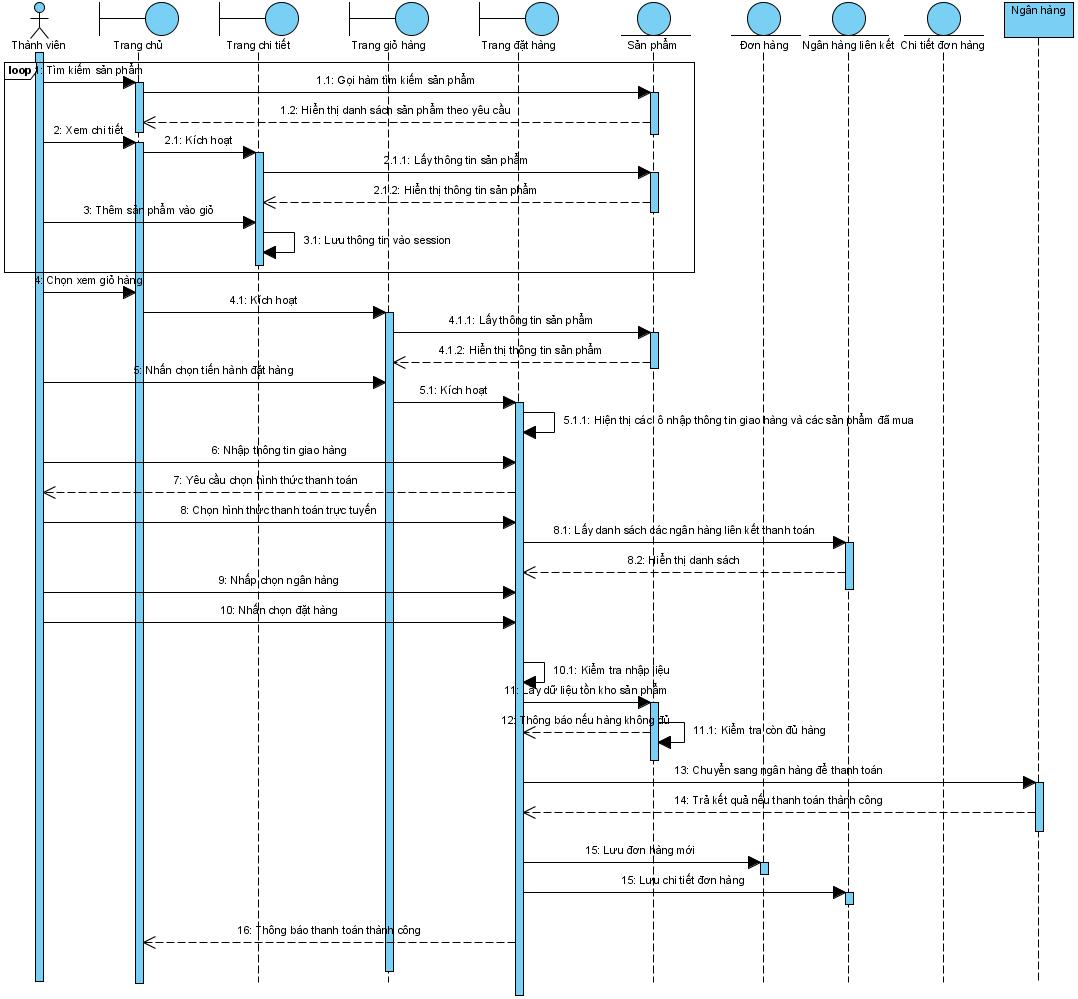 Thành viên
Trang chủ
Trang chi tiết
Trang giỏ hàng
Trang đặt hàng
Sản phẩm
Đơn hàng
Ngân hàng liên kết
Chi tiết đơn hàng
Ngân hàng
loop
1: Tìm kiếm sản phẩm
1.1: Gọi hàm tìm kiếm sản phẩm
1.2: Hiển thị danh sách sản phẩm theo yêu cầu
2: Xem chi tiết
2.1: Kích hoạt
2.1.1: Lấy thông tin sản phẩm
2.1.2: Hiển thị thông tin sản phẩm
3: Thêm sản phẩm vào giỏ
3.1: Lưu thông tin vào session
4: Chọn xem giỏ hàng
4.1: Kích hoạt
4.1.1: Lấy thông tin sản phẩm
4.1.2: Hiển thị thông tin sản phẩm
5: Nhấn chọn tiến hành đặt hàng
5.1: Kích hoạt
5.1.1: Hiện thị các ô nhập thông tin giao hàng và các sản phẩm đã mua
6: Nhập thông tin giao hàng
7: Yêu cầu chọn hình thức thanh toán
8: Chọn hình thức thanh toán trực tuyến
8.1: Lấy danh sách các ngân hàng liên kết thanh toán
8.2: Hiển thị danh sách
9: Nhấp chọn ngân hàng
10: Nhấn chọn đặt hàng
10.1: Kiểm tra nhập liệu
11: Lấy dữ liệu tồn kho sản phẩm
12: Thông báo nếu hàng không đủ
11.1: Kiểm tra còn đủ hàng
13: Chuyển sang ngân hàng để thanh toán
14: Trả kết quả nếu thanh toán thành công
15: Lưu đơn hàng mới
15: Lưu chi tiết đơn hàng
16: Thông báo thanh toán thành công